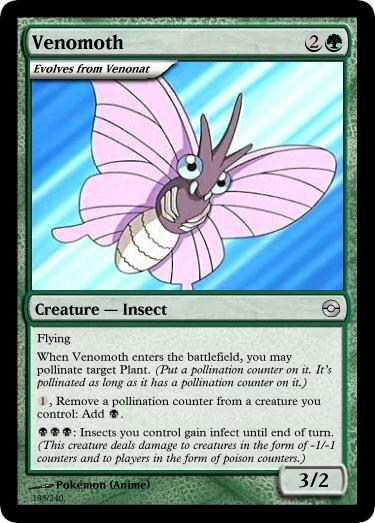 Venomoth 2
Evolves from Venonat
Creature — Insect
Flying
When Venomoth enters the battlefield, you may
pollinate target Plant. (Put a pollination counter on it. It's
pollinated as long as it has a pollination counter on it.)
1, Remove a pollination counter from a creature you
control: Add .
: Insects you control gain infect until end of turn.
(This creature deals damage to creatures in the form of -1/-1
counters and to players in the form of poison counters.)
3/2
Pokémon (Anime)
198/240